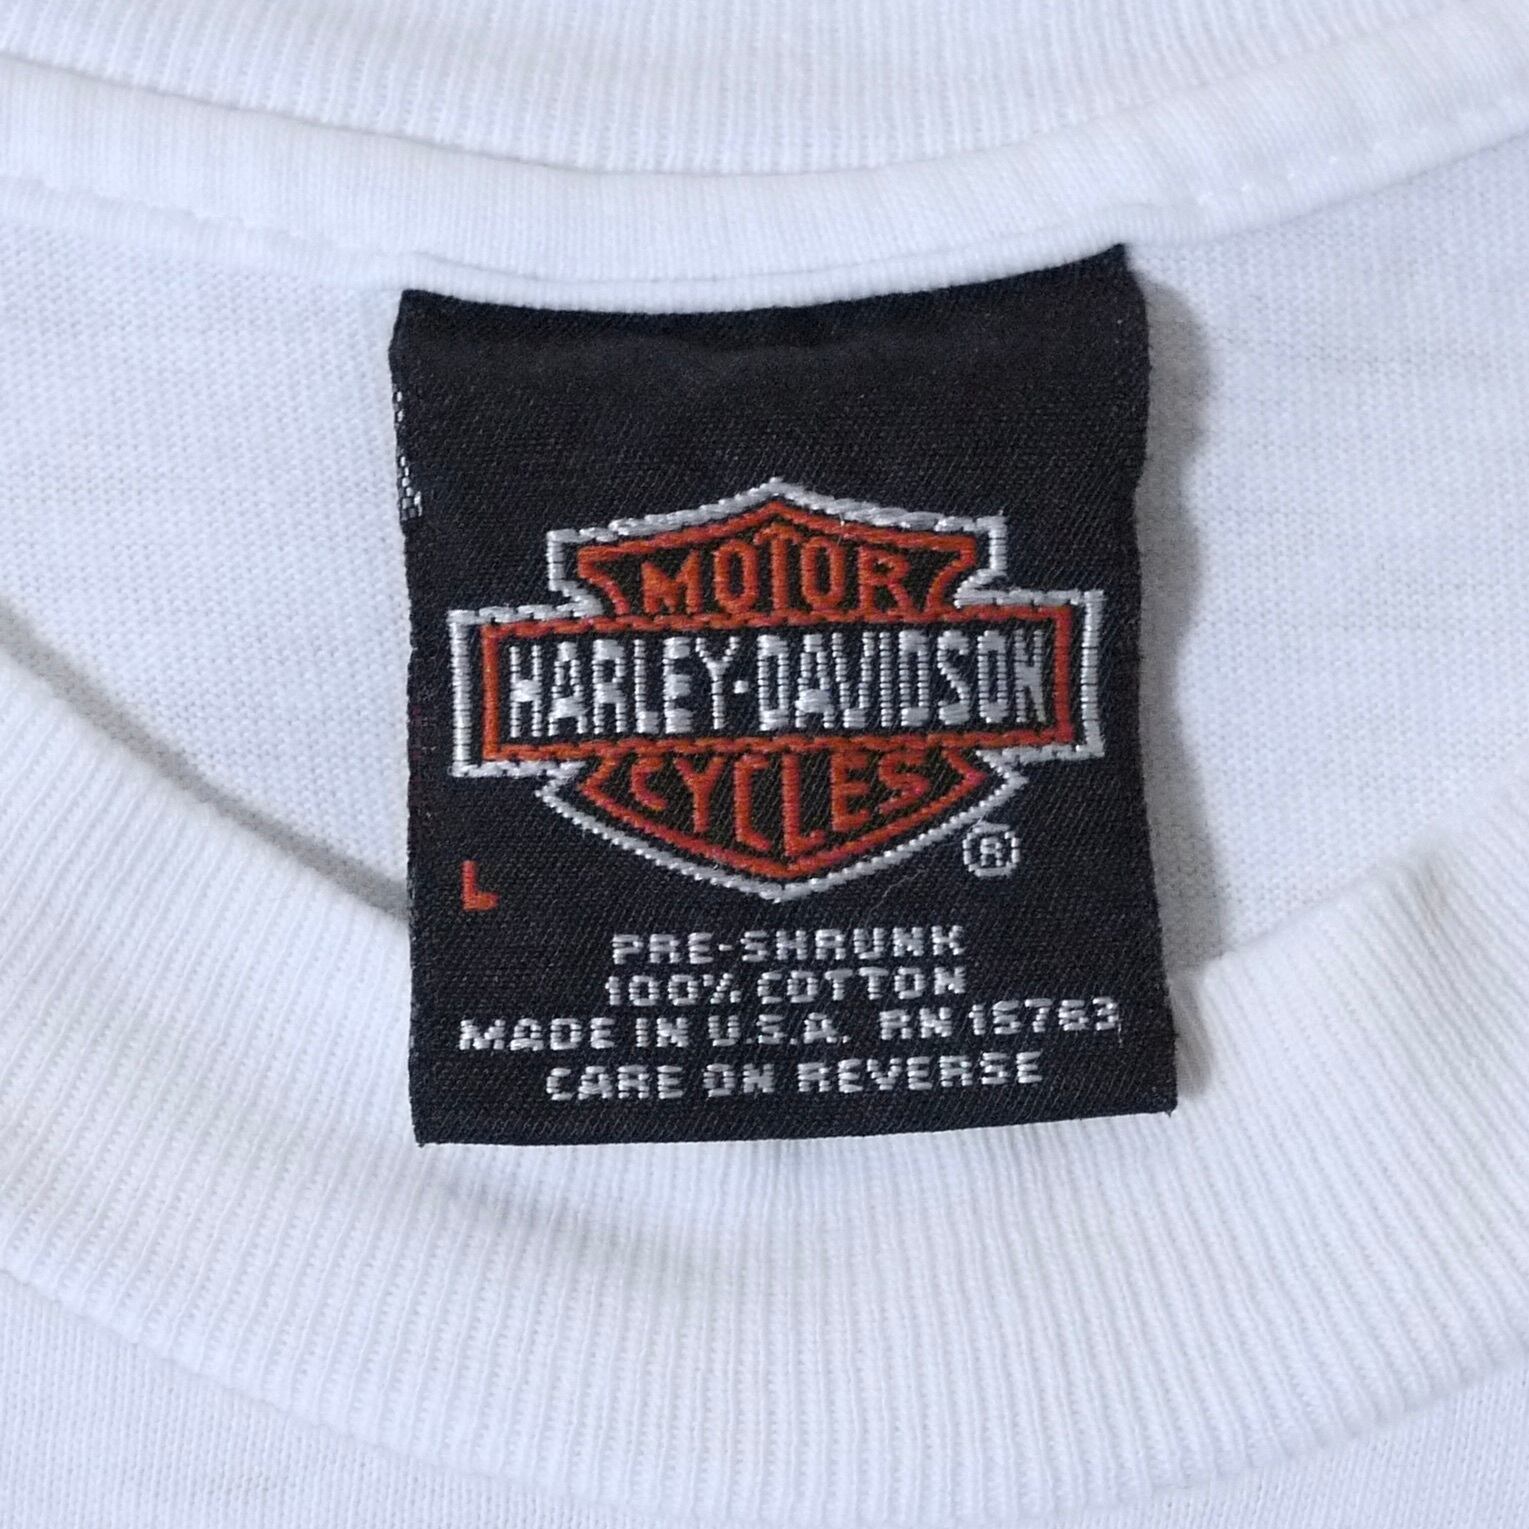 MOTOR
HARLEY-DAVIDSON
CYCLES
®
L
PRE-SHRUNK
100% COTTON
MADE IN U.S.A. RN 15763
CARE ON REVERSE